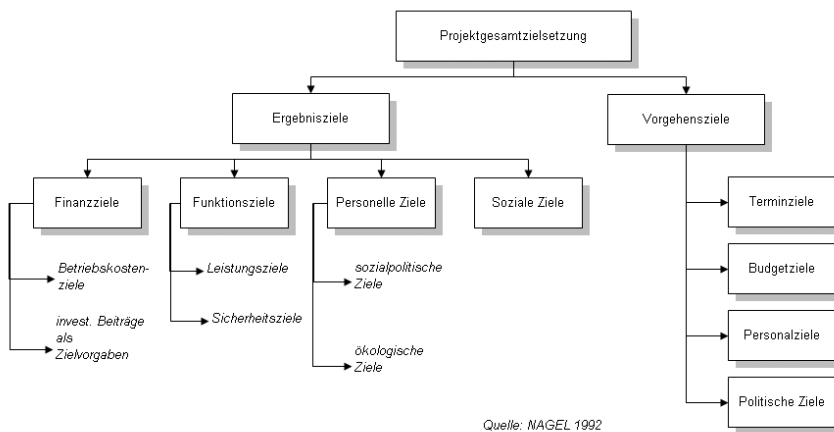 Projektgesamtzielsetzung
Ergebnisziele
Vorgehensziele
Finanzziele
Funktionsziele
Personelle Ziele
Soziale Ziele
Terminziele
Betriebskosten-
ziele
Leistungsziele
sozialpolitische
Ziele
Budgetziele
invest. Beiträge
als
Zielvorgaben
Sicherheitsziele
ökologische
Ziele
Personalziele
Politische Ziele
Quelle: NAGEL 1992